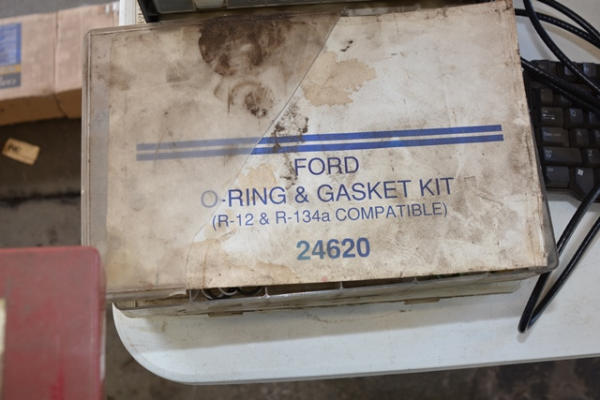 FORD
O-RING & GASKET KIT
(R-12 & R-134a COMPATIBLE)
24620